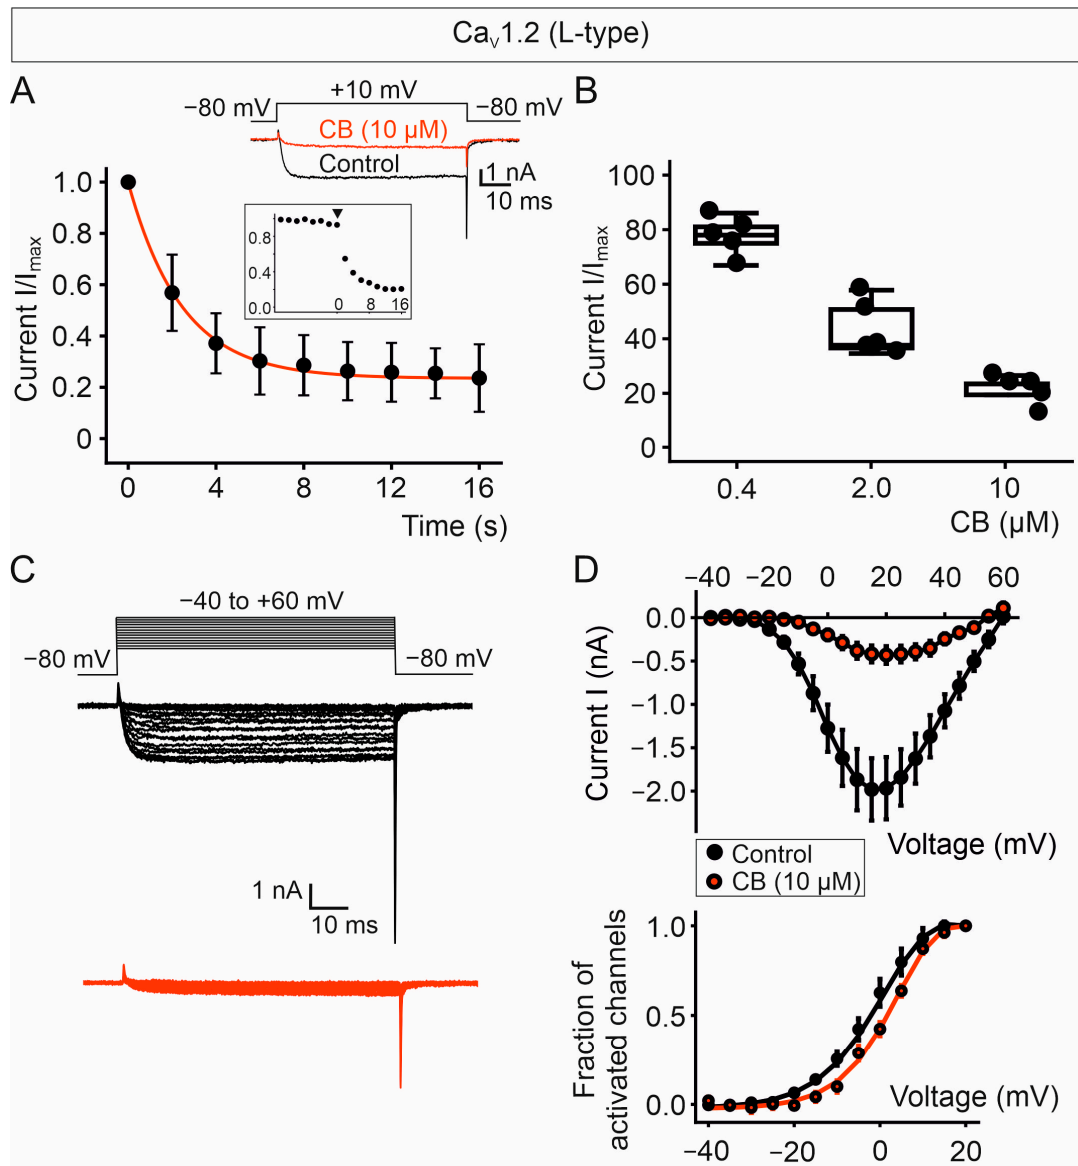 Caᵥ1.2 (L-type)
A
+10 mV
−80 mV
−80 mV
CB (10 µM)
Control
1 nA
10 ms
1.0
0.8
0.6
0.4
0.2
0
Current I/Imax
0.8
0.4
0.0
0 8 16
0 4 8 12 16
Time (s)
B
100
80
60
40
20
0
Current I/Imax
0.4 2.0 10
CB (µM)
C
−40 to +60 mV
−80 mV
−80 mV
1 nA
10 ms
D
−40 −20 0 20 40 60
0.0
−0.5
−1.0
−1.5
−2.0
Current I (nA)
Voltage (mV)
Control
CB (10 µM)
1.0
0.5
0.0
Fraction of
activated channels
Voltage (mV)
−40 −20 0 20